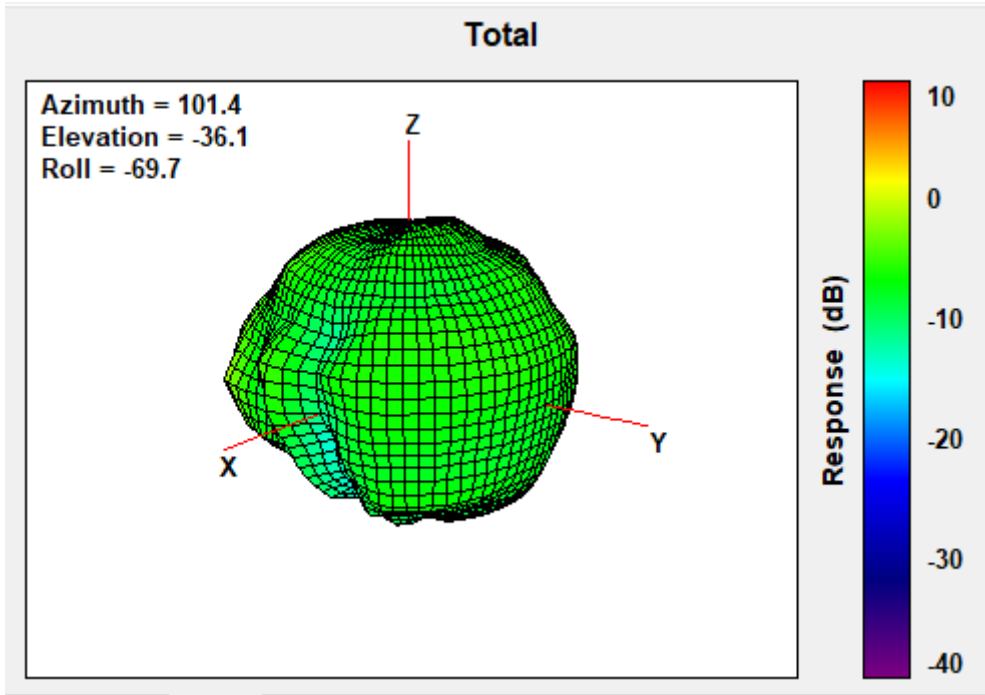 Total
Azimuth = 101.4
Elevation = -36.1
Roll = -69.7
Z
X
Y
10
0
-10
-20
-30
-40
Response (dB)